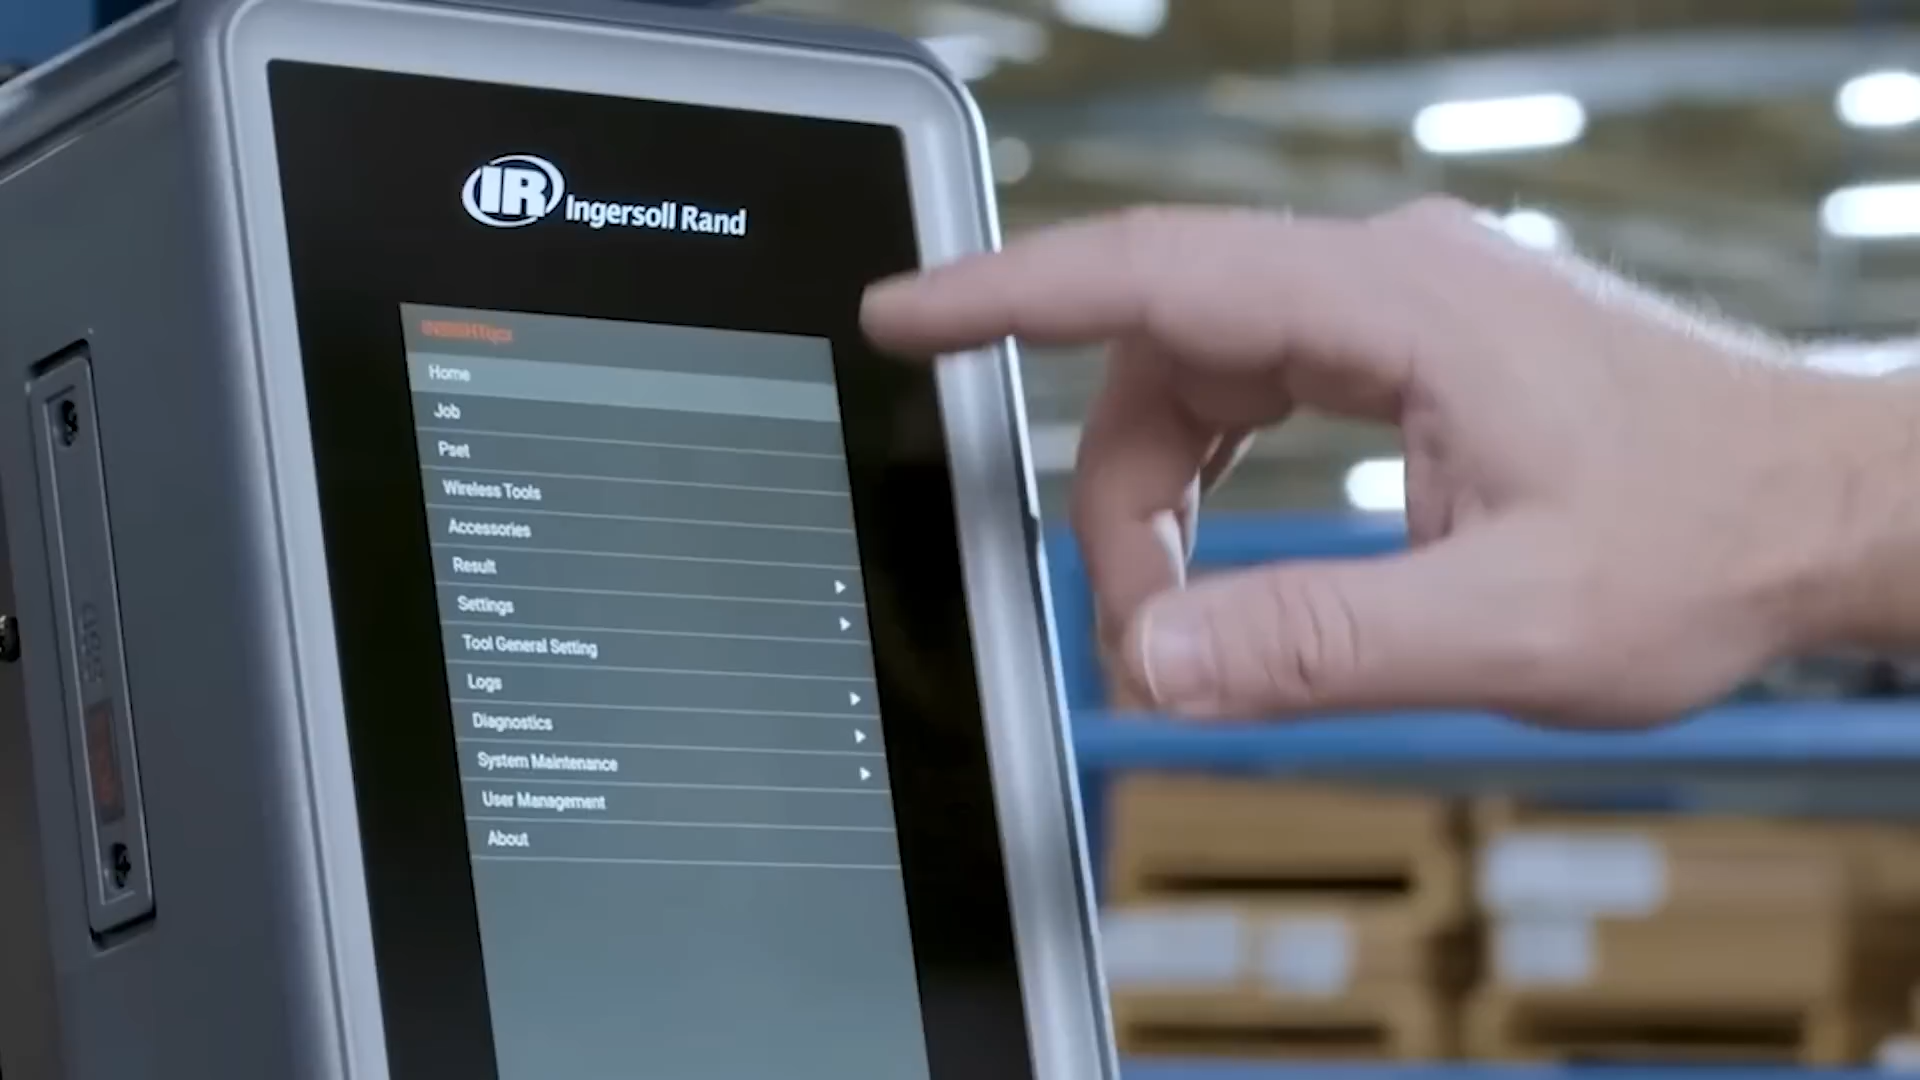 IR Ingersoll Rand
INSIGHTqcx
Home
Job
Pset
Wireless Tools
Accessories
Result
Settings
Tool General Setting
Logs
Diagnostics
System Maintenance
User Management
About